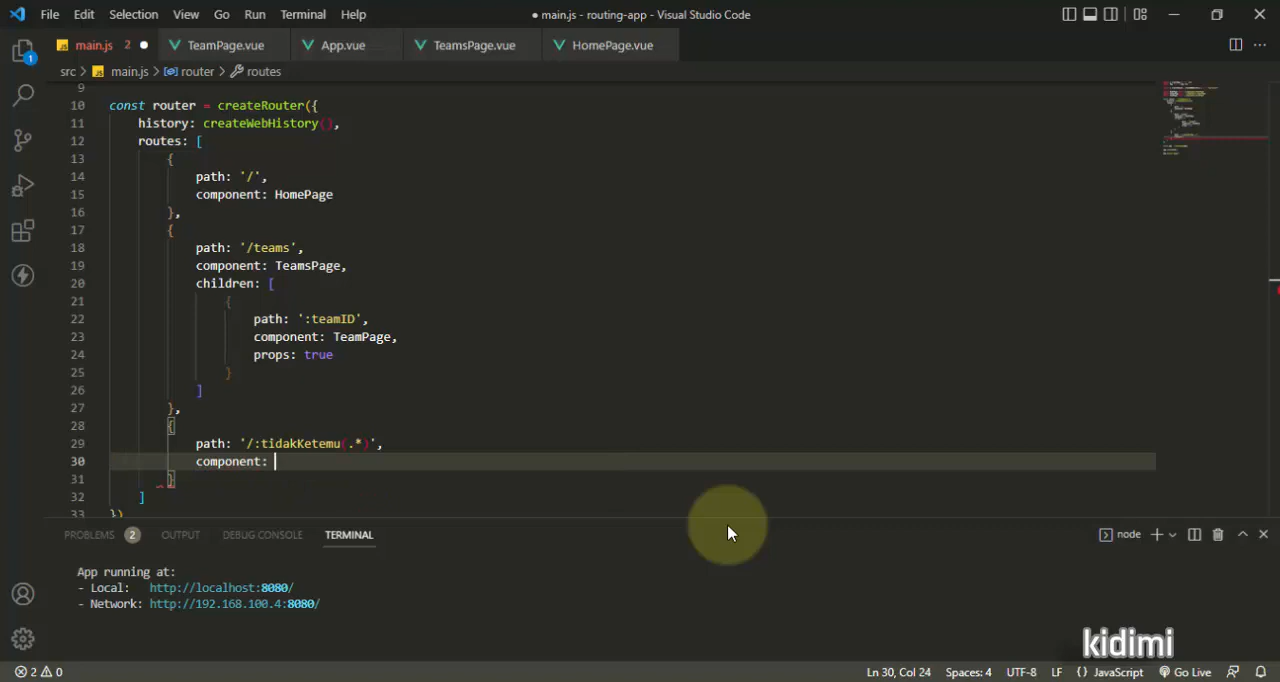 File Edit Selection View Go Run Terminal Help
● main.js - routing-app - Visual Studio Code
main.js 2 ● TeamPage.vue App.vue TeamsPage.vue HomePage.vue
src > main.js > router > routes
9
10 const router = createRouter({
11 history: createWebHistory(),
12 routes: [
13 {
14 path: '/',
15 component: HomePage
16 },
17 {
18 path: '/teams',
19 component: TeamsPage,
20 children: [
21 {
22 path: ':teamID',
23 component: TeamPage,
24 props: true
25 }
26 ]
27 },
28 {
29 path: '/:tidakKetemu(.*)',
30 component:
31 }
32 ]
33 })
PROBLEMS 2 OUTPUT DEBUG CONSOLE TERMINAL node
App running at:
- Local: http://localhost:8080/
- Network: http://192.168.100.4:8080/
kidimi
1
2 0 Ln 30, Col 24 Spaces: 4 UTF-8 LF {} JavaScript Go Live